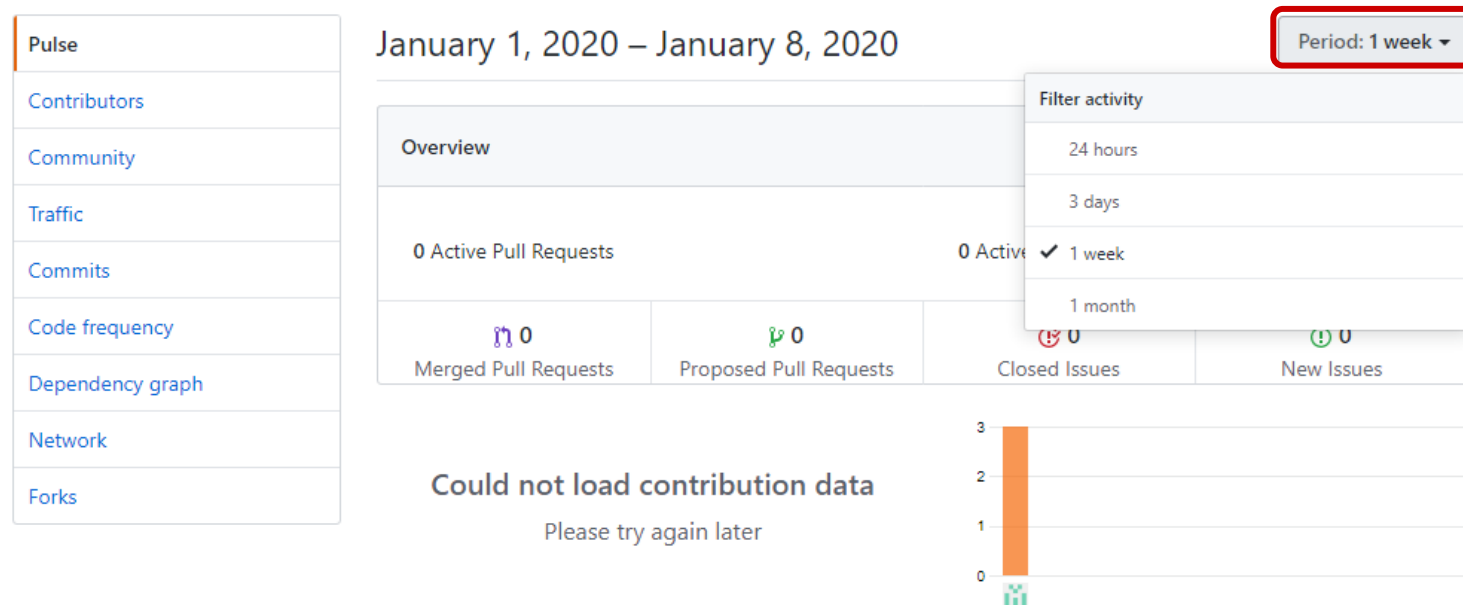 Pulse
Contributors
Community
Traffic
Commits
Code frequency
Dependency graph
Network
Forks
January 1, 2020 – January 8, 2020
Period: 1 week
Filter activity
24 hours
3 days
1 week
1 month
Overview
0 Active Pull Requests
0 Active
0
Merged Pull Requests
0
Proposed Pull Requests
0
Closed Issues
0
New Issues
Could not load contribution data
Please try again later
3
2
1
0